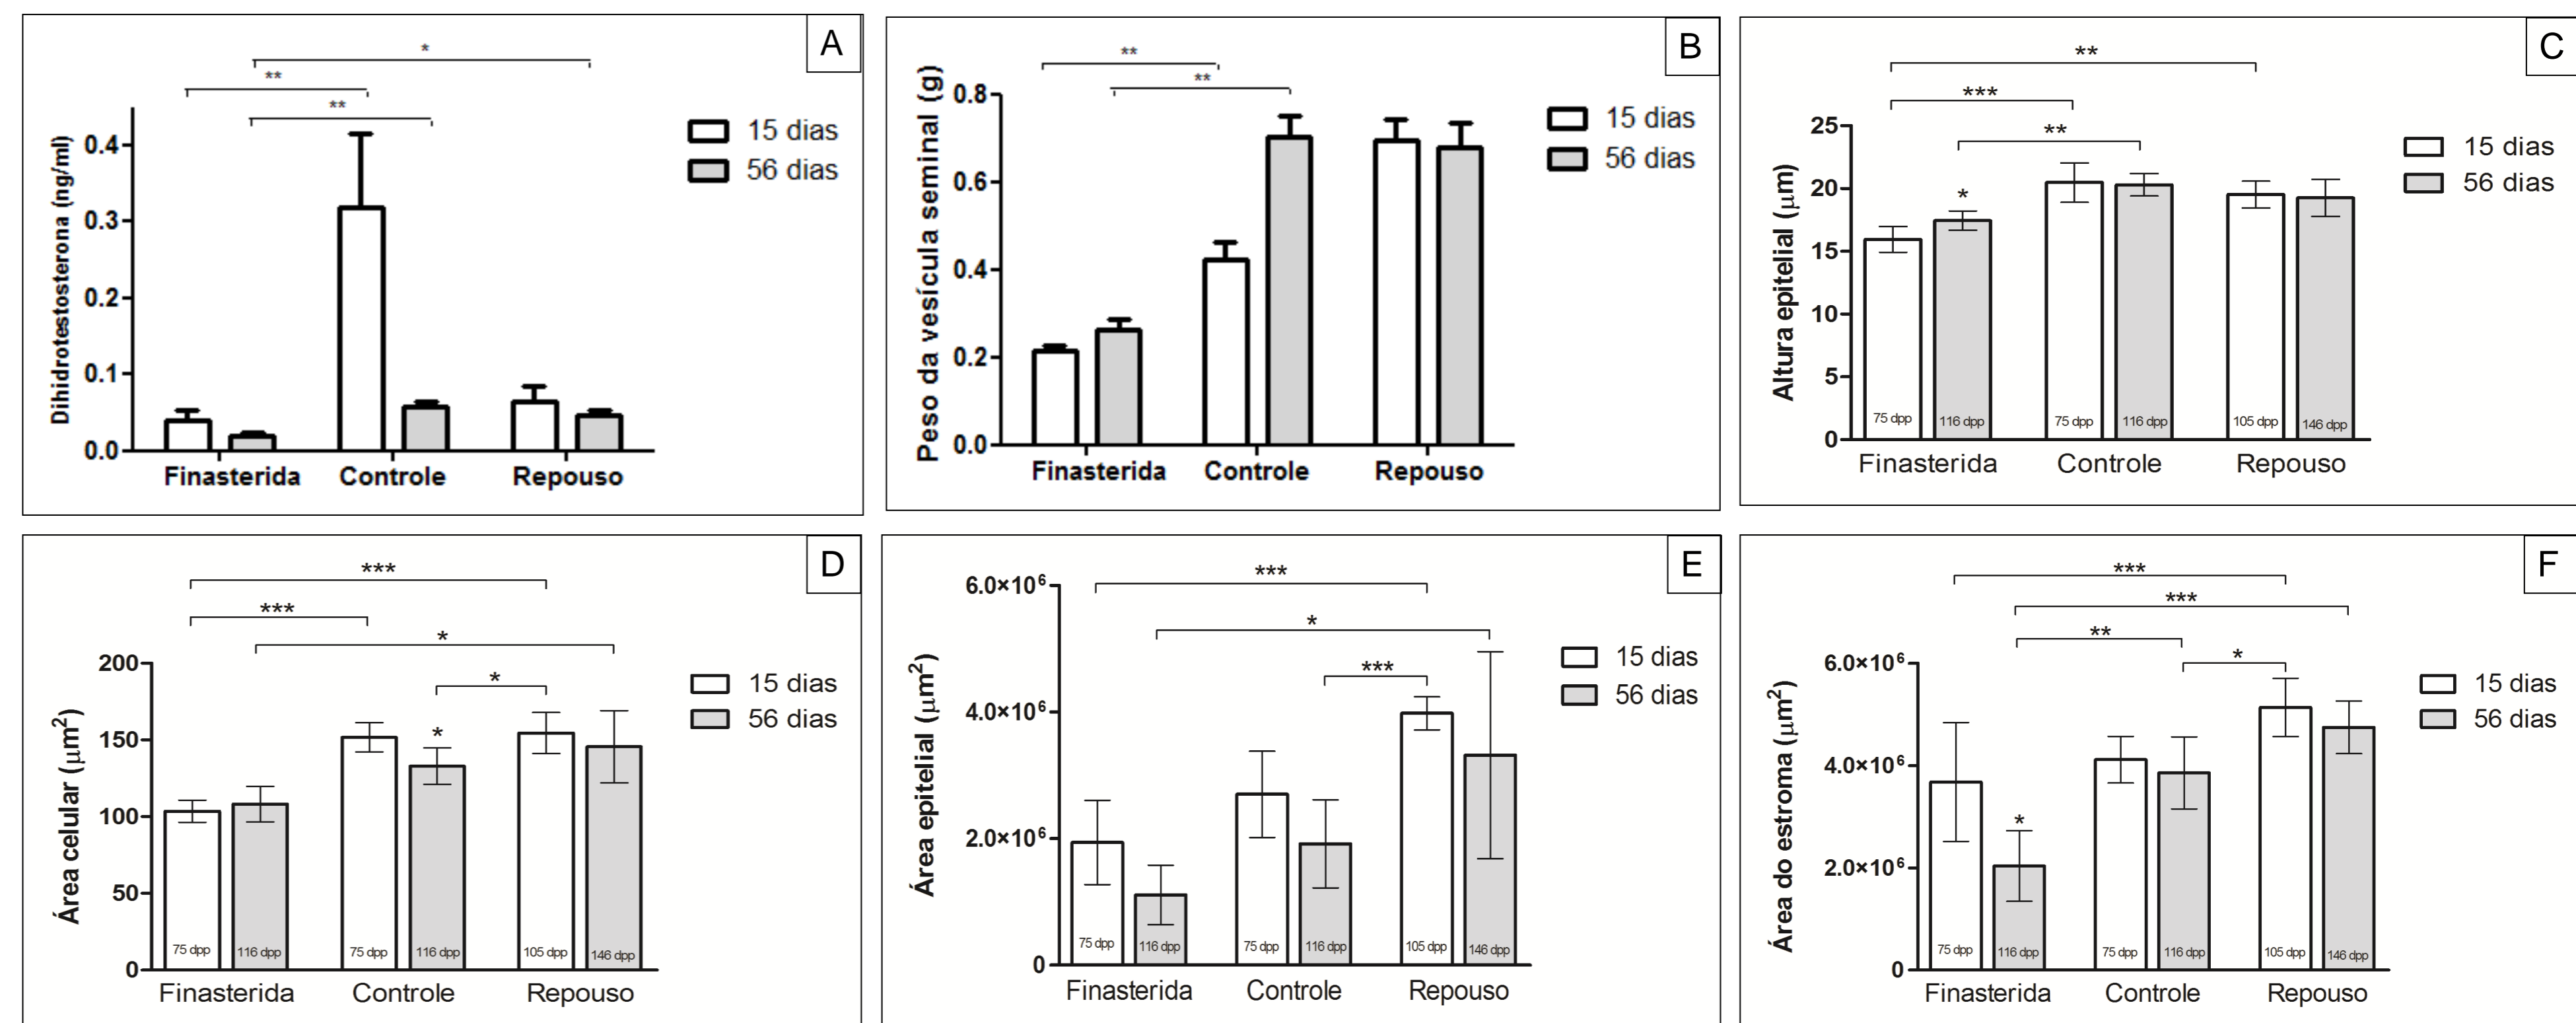 A
*
**
**
Dihidrotestosterona (ng/ml)
0.4
0.3
0.2
0.1
0.0
15 dias
56 dias
Finasterida Controle Repouso
B
**
**
Peso da vesícula seminal (g)
0.8
0.6
0.4
0.2
0.0
15 dias
56 dias
Finasterida Controle Repouso
C
**
***
**
*
Altura epitelial (µm)
25
20
15
10
5
0
15 dias
56 dias
75 dpp 116 dpp 75 dpp 116 dpp 105 dpp 146 dpp
Finasterida Controle Repouso
D
***
***
*
*
*
Área celular (µm²)
200
150
100
50
0
15 dias
56 dias
75 dpp 116 dpp 75 dpp 116 dpp 105 dpp 146 dpp
Finasterida Controle Repouso
E
***
*
***
Área epitelial (µm²)
6.0×10⁶
4.0×10⁶
2.0×10⁶
0
15 dias
56 dias
75 dpp 116 dpp 75 dpp 116 dpp 105 dpp 146 dpp
Finasterida Controle Repouso
F
***
***
**
*
*
Área do estroma (µm²)
6.0×10⁶
4.0×10⁶
2.0×10⁶
0
15 dias
56 dias
75 dpp 116 dpp 75 dpp 116 dpp 105 dpp 146 dpp
Finasterida Controle Repouso